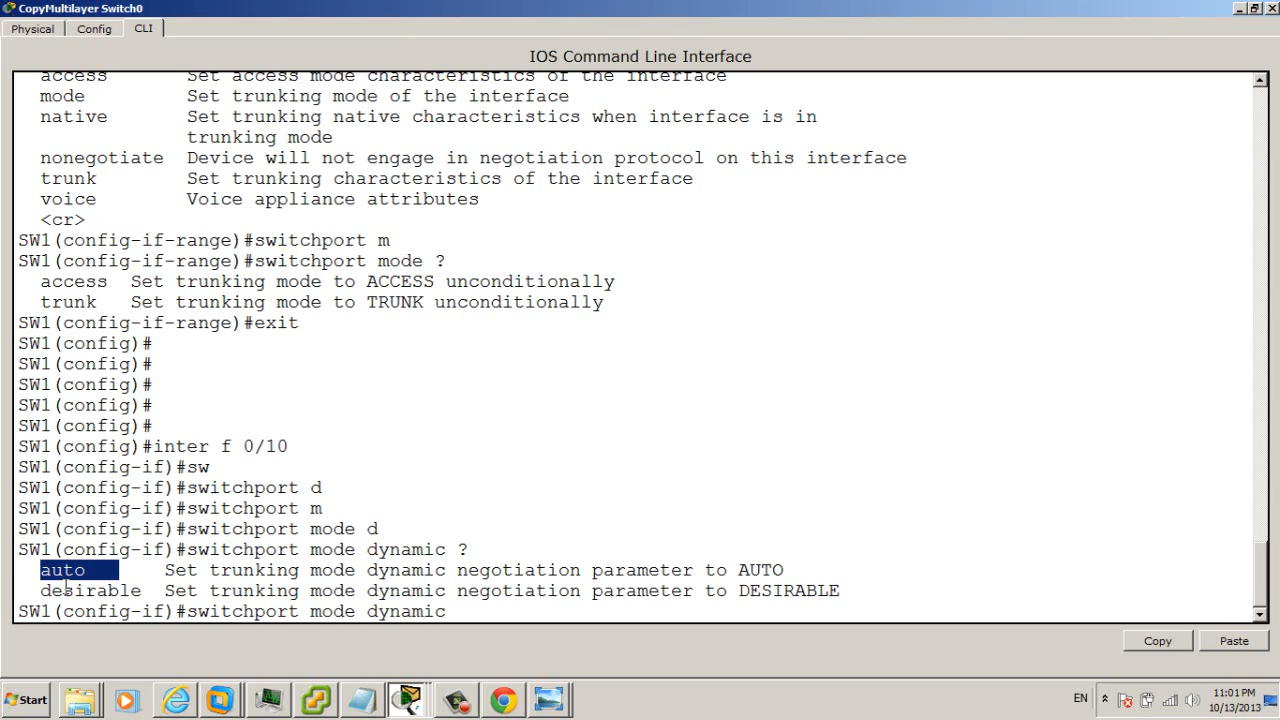 CopyMultilayer Switch0
Physical Config CLI
IOS Command Line Interface
access Set access mode characteristics of the interface
mode Set trunking mode of the interface
native Set trunking native characteristics when interface is in
trunking mode
nonegotiate Device will not engage in negotiation protocol on this interface
trunk Set trunking characteristics of the interface
voice Voice appliance attributes
<cr>
SW1(config-if-range)#switchport m
SW1(config-if-range)#switchport mode ?
access Set trunking mode to ACCESS unconditionally
trunk Set trunking mode to TRUNK unconditionally
SW1(config-if-range)#exit
SW1(config)#
SW1(config)#
SW1(config)#
SW1(config)#
SW1(config)#
SW1(config)#inter f 0/10
SW1(config-if)#sw
SW1(config-if)#switchport d
SW1(config-if)#switchport m
SW1(config-if)#switchport mode d
SW1(config-if)#switchport mode dynamic ?
auto Set trunking mode dynamic negotiation parameter to AUTO
desirable Set trunking mode dynamic negotiation parameter to DESIRABLE
SW1(config-if)#switchport mode dynamic
Copy Paste
Start EN 11:01 PM
10/13/2013